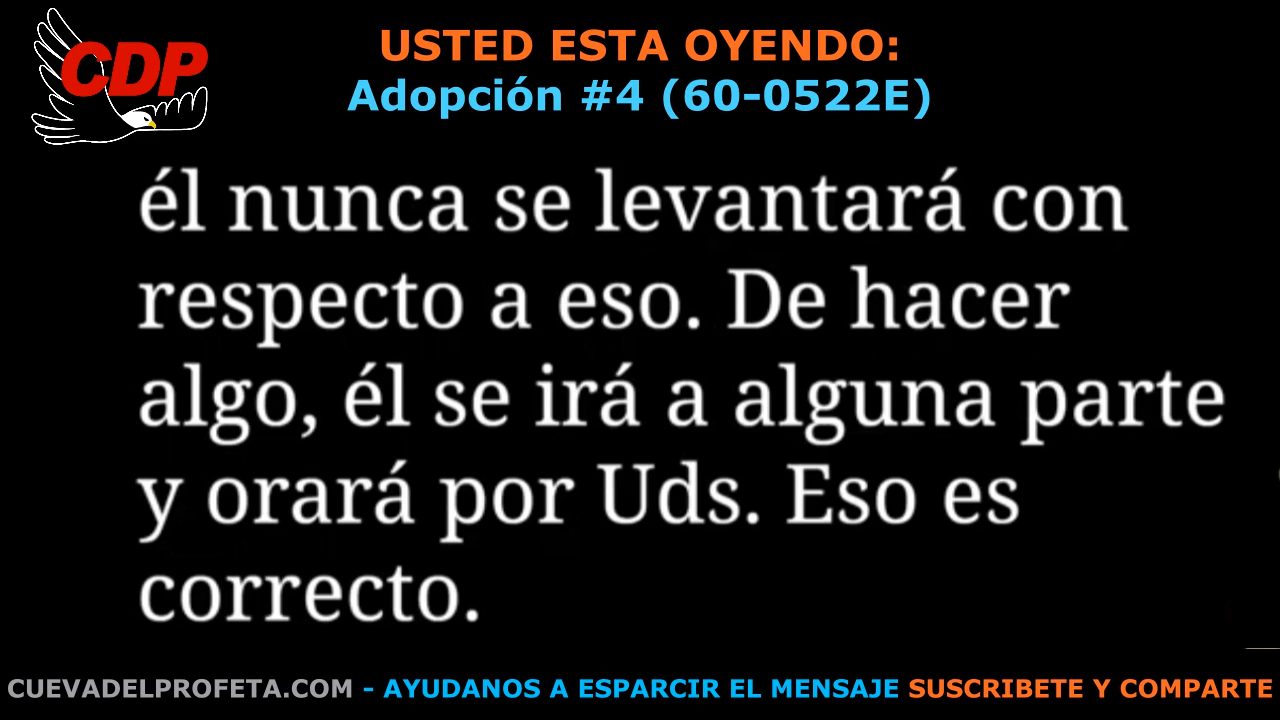 CDP
USTED ESTA OYENDO:
Adopción #4 (60-0522E)
él nunca se levantará con
respecto a eso. De hacer
algo, él se irá a alguna parte
y orará por Uds. Eso es
correcto.
CUEVADELPROFETA.COM - AYUDANOS A ESPARCIR EL MENSAJE SUSCRIBETE Y COMPARTE